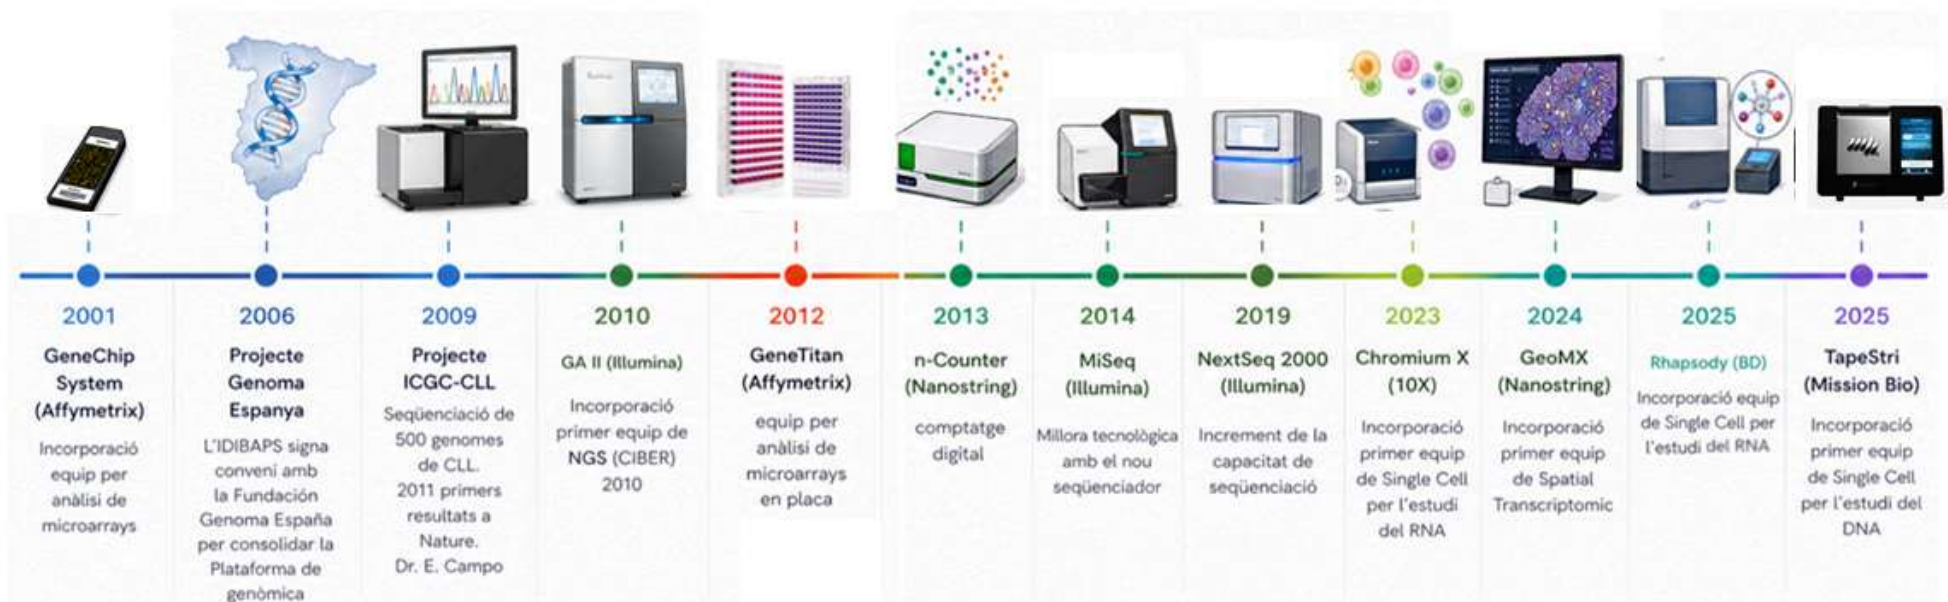 2001
GeneChip
System
(Affymetrix)
Incorporació
equip per
anàlisi de
microarrays
2006
Projecte
Genoma
Espanya
L'IDIBAPS signa
conveni amb
la Fundación
Genoma España
per consolidar la
Plataforma de
genòmica
2009
Projecte
ICGC-CLL
Seqüenciació de
500 genomes
de CLL.
2011 primers
resultats a
Nature.
Dr. E. Campo
2010
GA II (Illumina)
Incorporació
primer equip de
NGS (CIBER)
2010
2012
GeneTitan
(Affymetrix)
equip per
anàlisi de
microarrays
en placa
2013
n-Counter
(Nanostring)
comptatge
digital
2014
MiSeq
(Illumina)
Millora tecnològica
amb el nou
seqüenciador
2019
NextSeq 2000
(Illumina)
Increment de la
capacitat de
seqüenciació
2023
Chromium X
(10X)
Incorporació
primer equip
de Single Cell
per l'estudi
del RNA
2024
GeoMX
(Nanostring)
Incorporació
primer equip
de Spatial
Transcriptomic
2025
Rhapsody (BD)
Incorporació equip
de Single Cell per
l'estudi del RNA
2025
TapeStri
(Mission Bio)
Incorporació
primer equip
de Single Cell
per l'estudi del
DNA